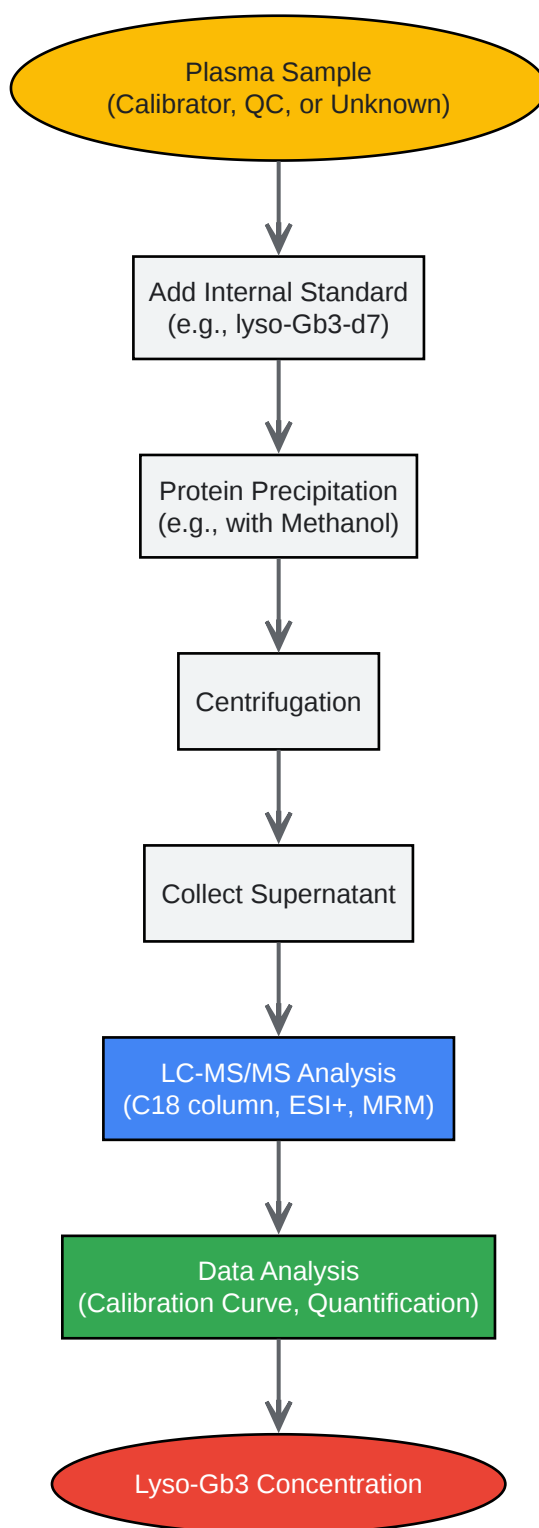 Plasma Sample
(Calibrator, QC, or Unknown)
Add Internal Standard
(e.g., lyso-Gb3-d7)
Protein Precipitation
(e.g., with Methanol)
Centrifugation
Collect Supernatant
LC-MS/MS Analysis
(C18 column, ESI+, MRM)
Data Analysis
(Calibration Curve, Quantification)
Lyso-Gb3 Concentration